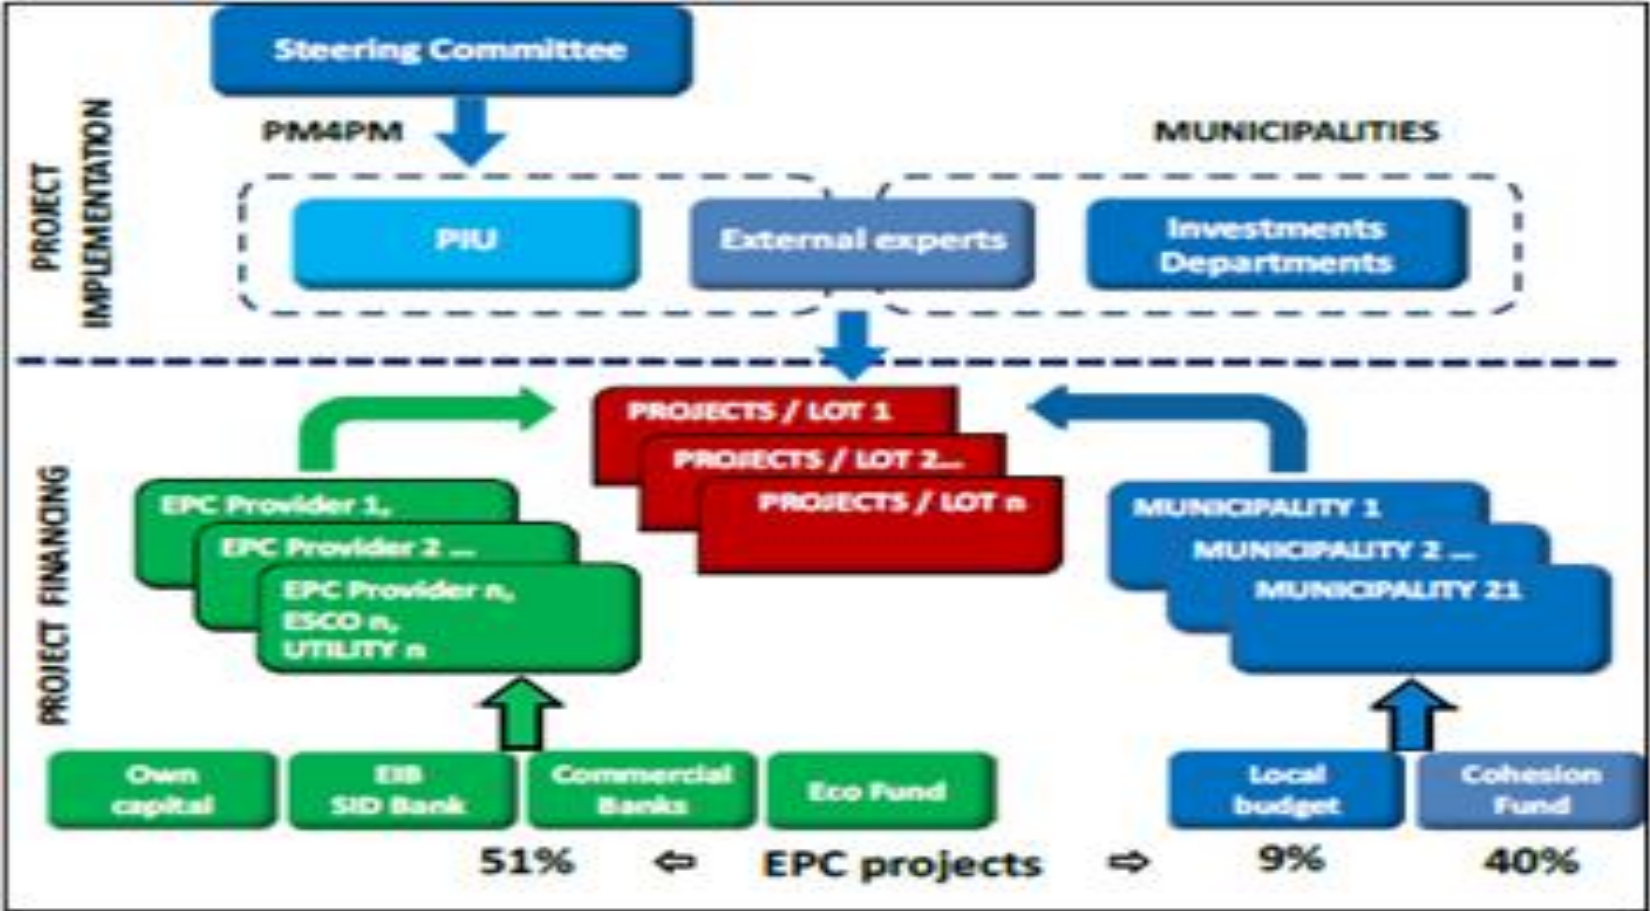 Steering Committee
PM4PM
MUNICIPALITIES
PROJECT
IMPLEMENTATION
PIU
External experts
Investments
Departments
PROJECTS / LOT 1
PROJECTS / LOT 2...
PROJECTS / LOT n
PROJECT FINANCING
EPC Provider 1,
EPC Provider 2 ...
EPC Provider n,
ESCO n,
UTILITY n
MUNICIPALITY 1
MUNICIPALITY 2 ...
MUNICIPALITY 21
Own
capital
EIB
SID Bank
Commercial
Banks
Eco Fund
Local
budget
Cohesion
Fund
51% ⇦ EPC projects ⇨ 9% 40%